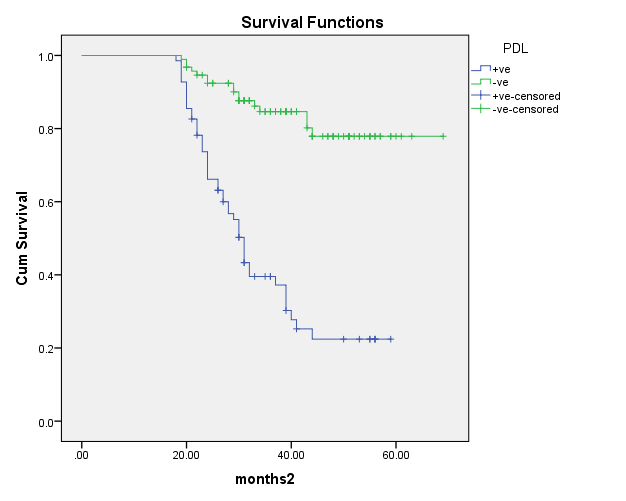 Survival Functions
PDL
+ve
-ve
+ve-censored
-ve-censored
1.0
0.8
0.6
0.4
0.2
0.0
Cum Survival
.00
20.00
40.00
60.00
months2